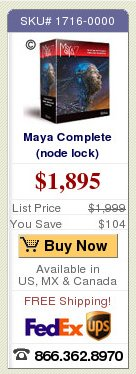 SKU# 1716-0000
©
MAYA
Maya Complete
(node lock)
$1,895
List Price $1,999
You Save $104
Buy Now
Available in
US, MX & Canada
FREE Shipping!
FedEx ups
☎ 866.362.8970